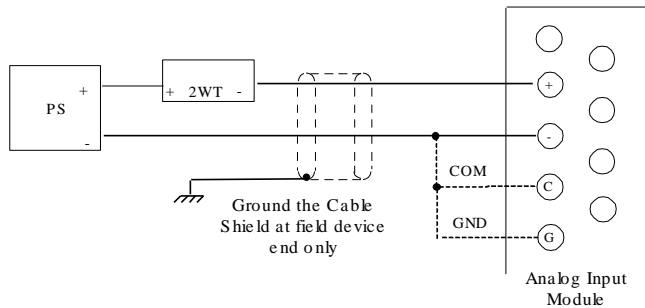 PS
+
-
+ 2WT -
+
-
COM
C
GND
G
Ground the Cable
Shield at field device
end only
Analog Input
Module